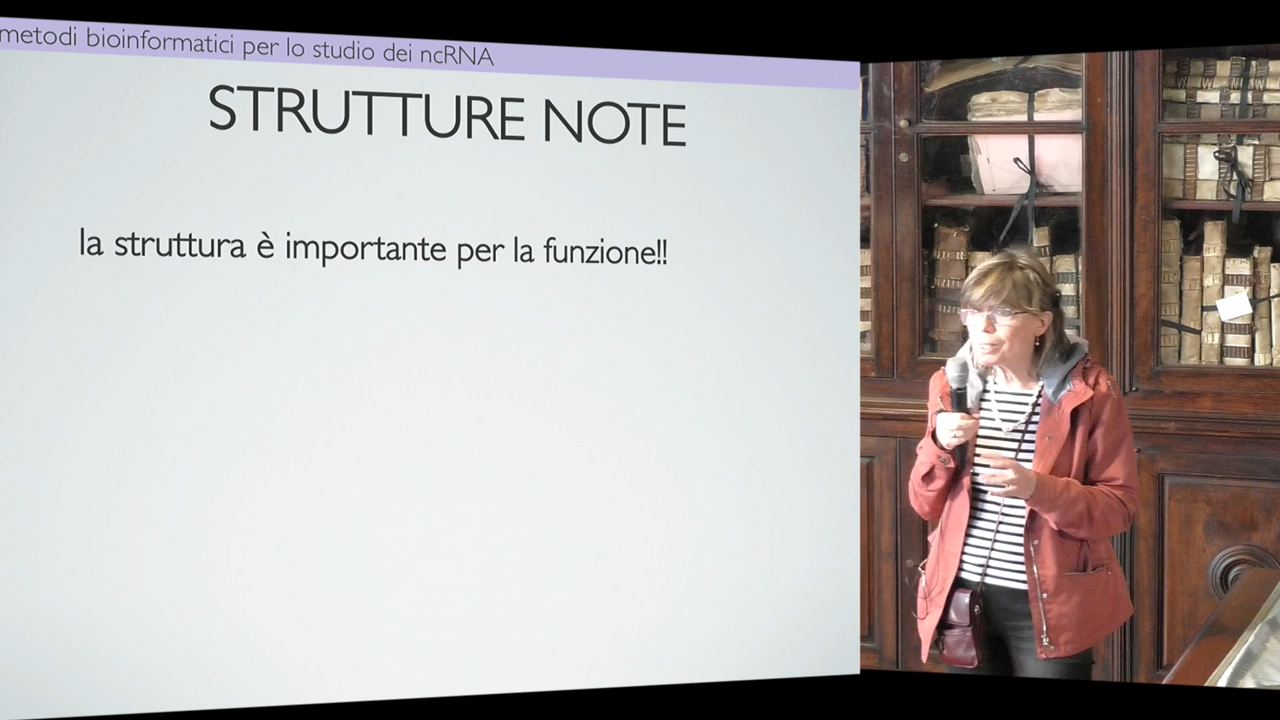 metodi bioinformatici per lo studio dei ncRNA
STRUTTURE NOTE
la struttura è importante per la funzione!!